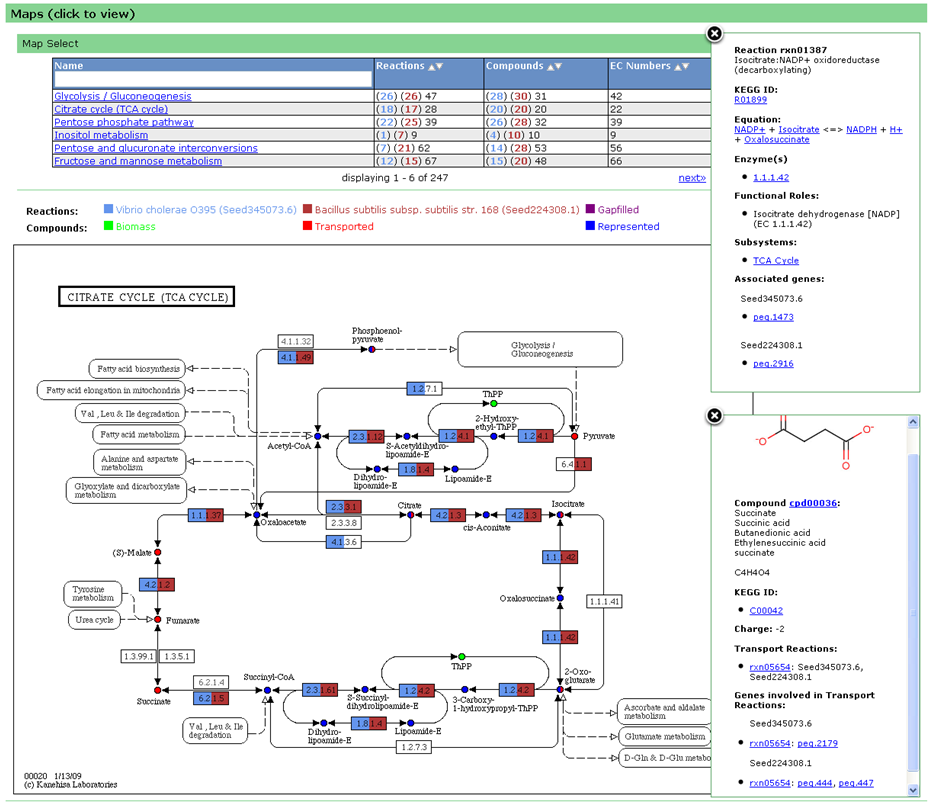 Maps (click to view)
Map Select
Name Reactions Compounds EC Numbers
Glycolysis / Gluconeogenesis (26) (26) 47 (28) (30) 31 42
Citrate cycle (TCA cycle) (18) (17) 28 (20) (20) 20 22
Pentose phosphate pathway (22) (25) 39 (26) (28) 32 39
Inositol metabolism (1) (7) 9 (4) (10) 10 9
Pentose and glucuronate interconversions (7) (21) 62 (14) (28) 53 56
Fructose and mannose metabolism (12) (15) 67 (15) (20) 48 66
displaying 1 - 6 of 247 next»
Reactions: Vibrio cholerae O395 (Seed345073.6) Bacillus subtilis subsp. subtilis str. 168 (Seed224308.1) Gapfilled
Compounds: Biomass Transported Represented
CITRATE CYCLE (TCA CYCLE)
4.1.1.32
4.1.1.49
Phosphoenol-
pyruvate
Glycolysis /
Gluconeogenesis
Fatty acid biosynthesis
Fatty acid elongation in mitochondria
Val , Leu & Ile degradation
Fatty acid metabolism
Alanine and aspartate
metabolism
Glyoxylate and dicarboxylate
metabolism
1.2.7.1
ThPP
2-Hydroxy-
ethyl-ThPP
Acetyl-CoA
2.3.1.12
S-Acetyldihydro-
lipoamide-E
1.2.4.1
1.2.4.1
Pyruvate
Dihydro-
lipoamide-E
1.8.1.4
Lipoamide-E
6.4.1.1
1.1.1.37
Oxaloacetate
2.3.3.1
2.3.3.8
4.1.3.6
Citrate
4.2.1.3
cis-Aconitate
4.2.1.3
Isocitrate
(S)-Malate
4.2.1.2
1.1.1.42
Tyrosine
metabolism
Urea cycle
Fumarate
Oxalosuccinate
1.1.1.41
1.1.1.42
1.3.99.1
1.3.5.1
ThPP
Succinate
6.2.1.4
6.2.1.5
Succinyl-CoA
2.3.1.61
S-Succinyl-
dihydrolipoamide-E
1.2.4.2
3-Carboxy-
1-hydroxypropyl-ThPP
1.2.4.2
2-Oxo-
glutarate
Val , Leu & Ile
degradation
Dihydro-
lipoamide-E
1.8.1.4
Lipoamide-E
1.2.7.3
Ascorbate and aldarate
metabolism
Glutamate metabolism
D-Gln & D-Glu metabo
00020 1/13/09
(c) Kanehisa Laboratories
Reaction rxn01387
Isocitrate:NADP+ oxidoreductase
(decarboxylating)
KEGG ID:
R01899
Equation:
NADP+ + Isocitrate <=> NADPH + H+
+ Oxalosuccinate
Enzyme(s)
1.1.1.42
Functional Roles:
Isocitrate dehydrogenase [NADP]
(EC 1.1.1.42)
Subsystems:
TCA Cycle
Associated genes:
Seed345073.6
peg.1473
Seed224308.1
peg.2916
O-
O-
O
Compound cpd00036:
Succinate
Succinic acid
Butanedionic acid
Ethylenesuccinic acid
succinate
C4H4O4
KEGG ID:
C00042
Charge: -2
Transport Reactions:
rxn05654: Seed345073.6,
Seed224308.1
Genes involved in Transport
Reactions:
Seed345073.6
rxn05654: peg.2179
Seed224308.1
rxn05654: peg.444, peg.447